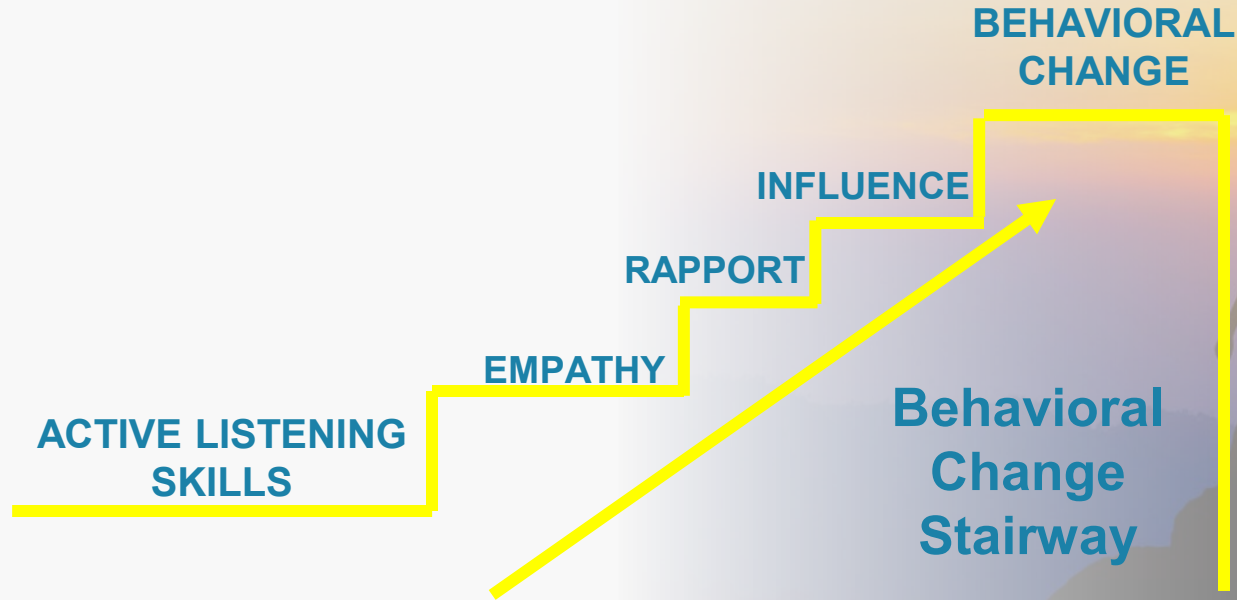 BEHAVIORAL
CHANGE
INFLUENCE
RAPPORT
EMPATHY
ACTIVE LISTENING
SKILLS
Behavioral
Change
Stairway